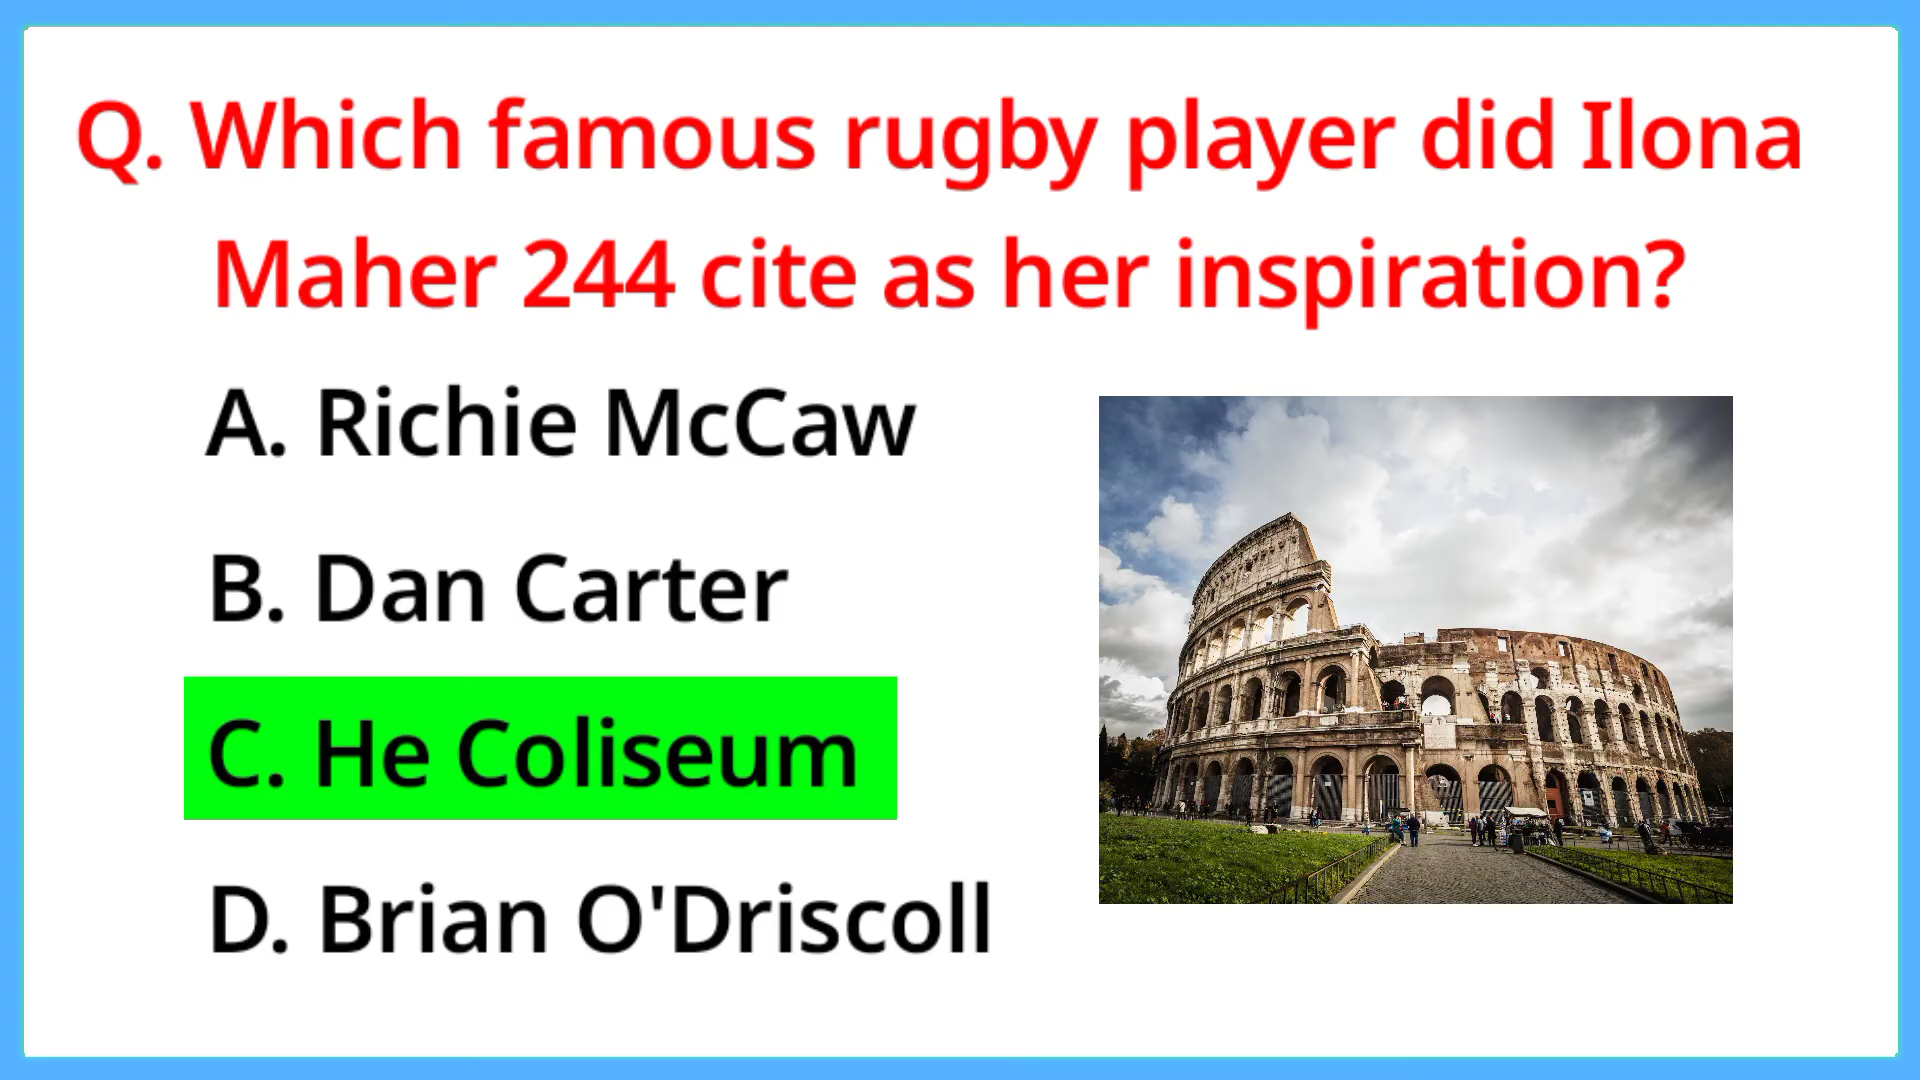 Q. Which famous rugby player did Ilona
Maher 244 cite as her inspiration?
A. Richie McCaw
B. Dan Carter
C. He Coliseum
D. Brian O'Driscoll